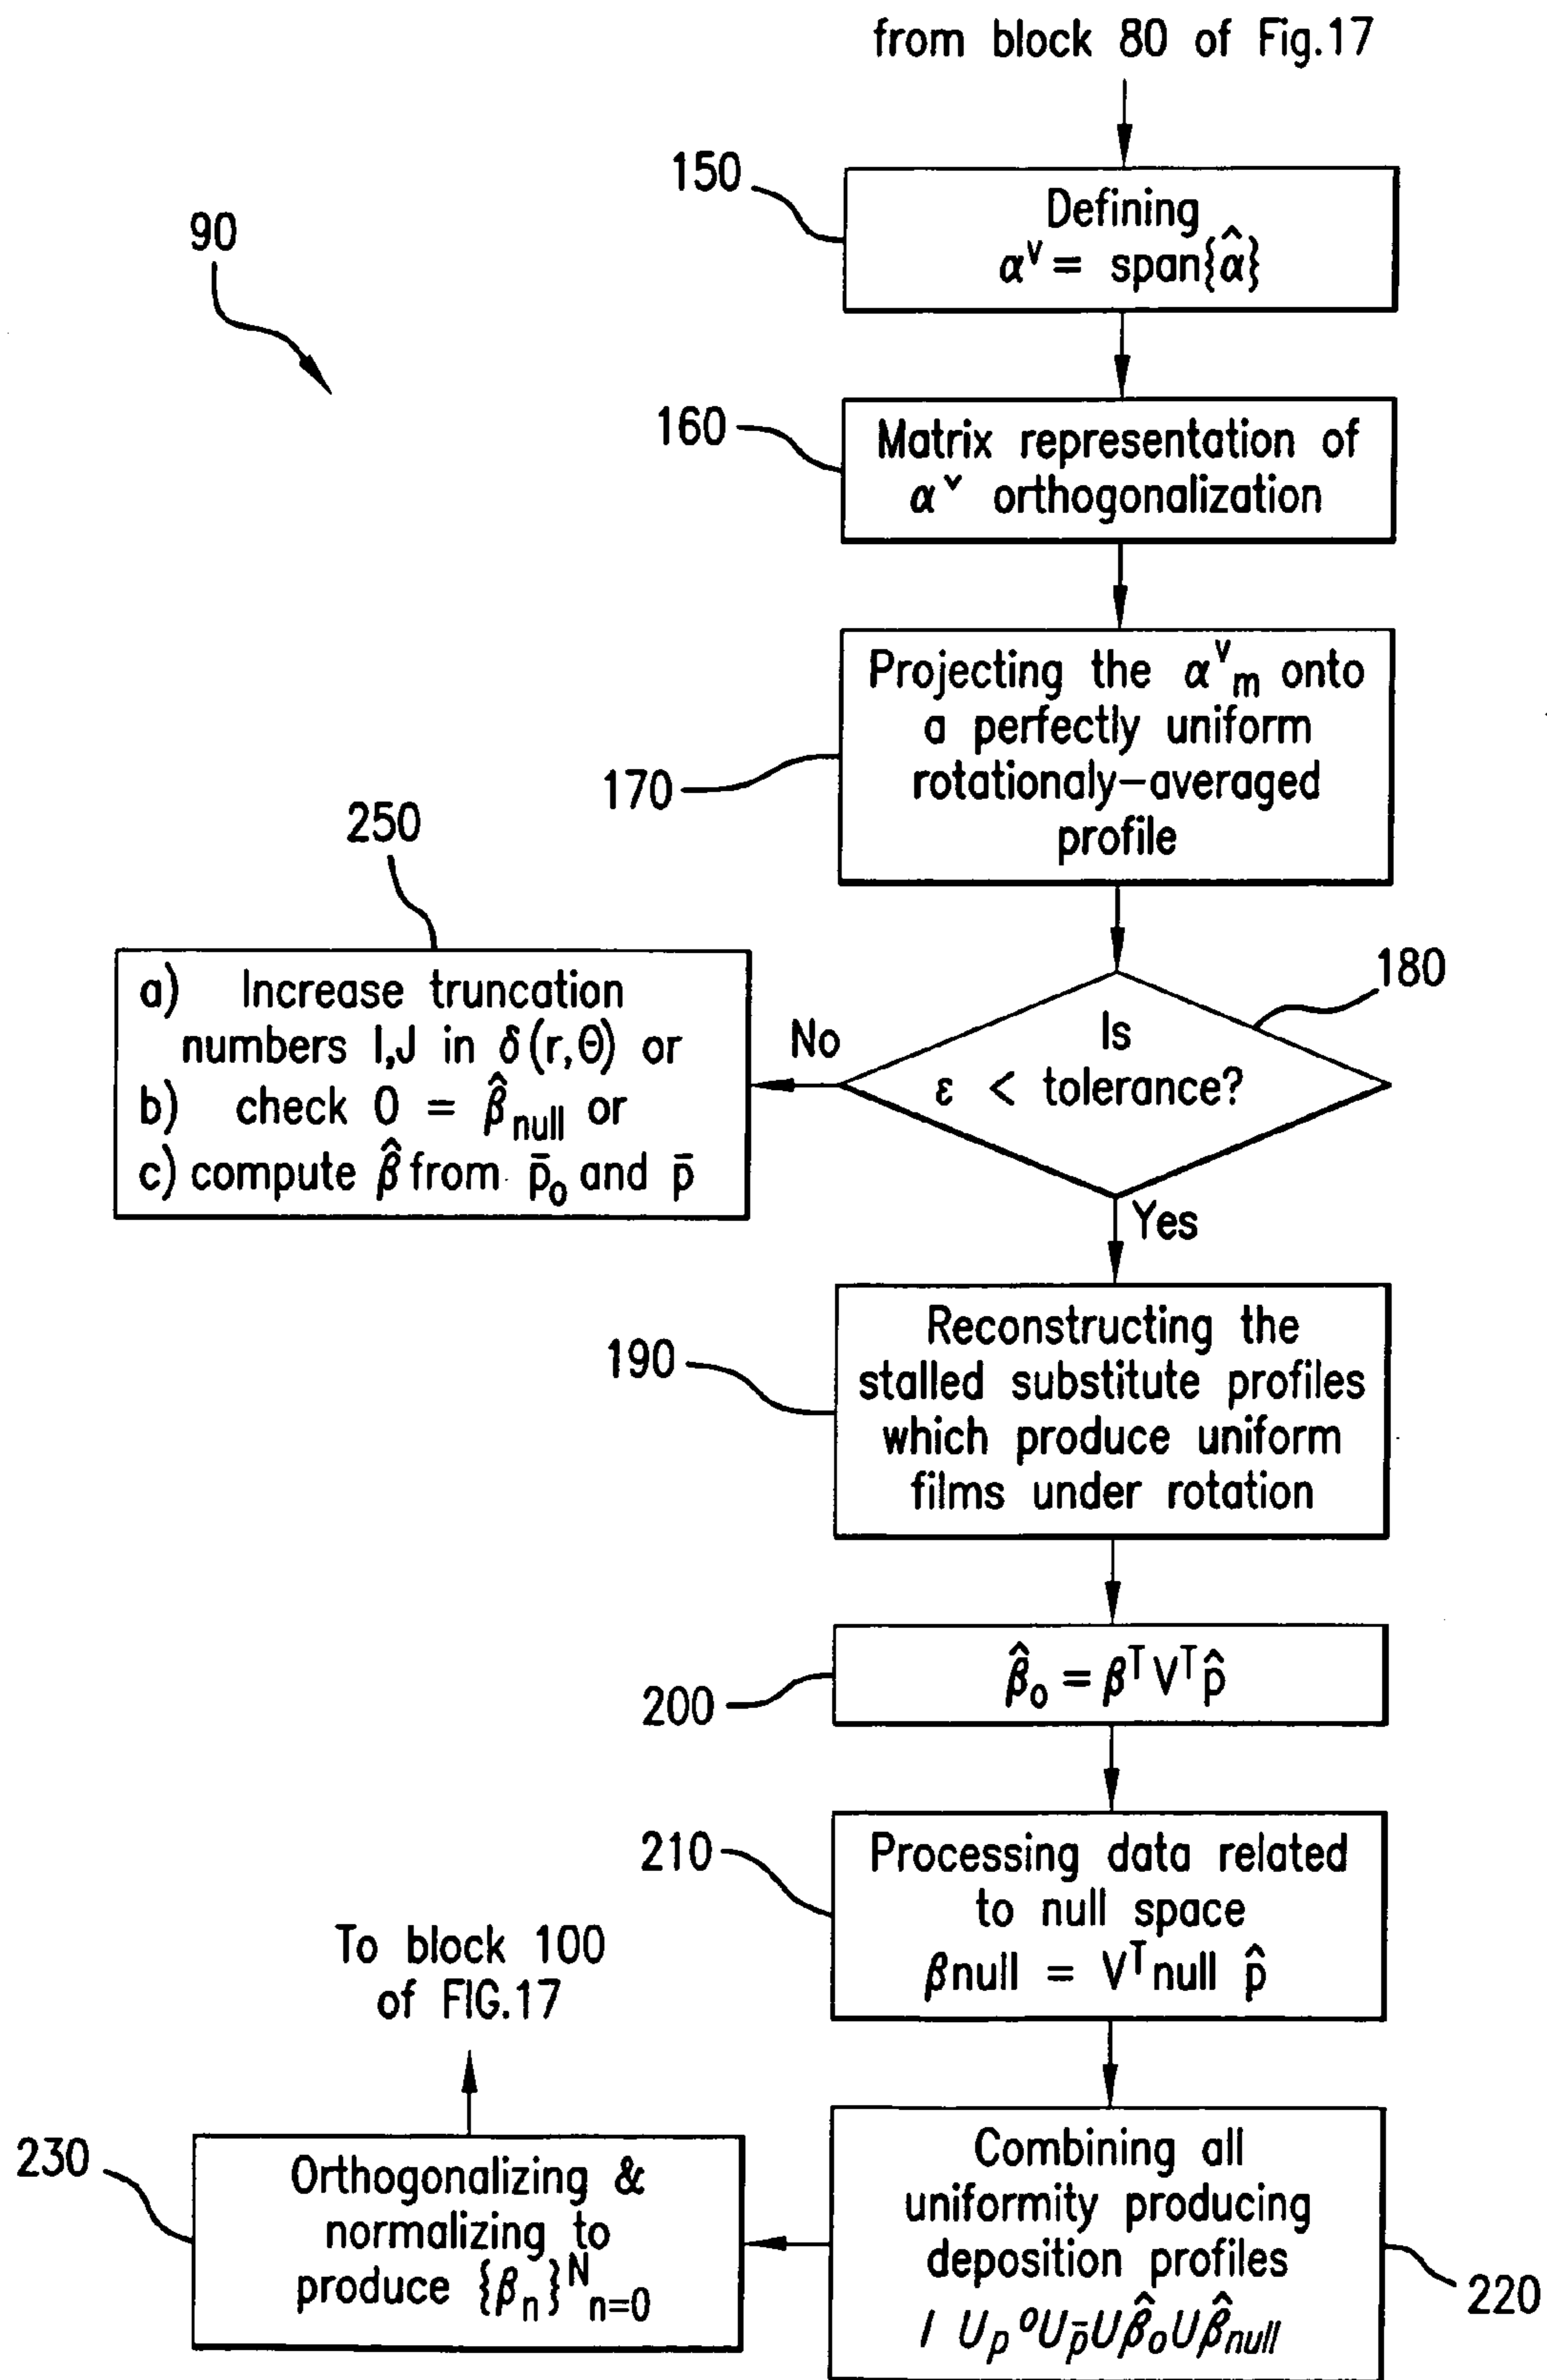 from block 80 of Fig.17
150
Defining
α^v = span{α̂}
90
160
Matrix representation of
α^v orthogonalization
170
Projecting the α^v_m onto
a perfectly uniform
rotationaly-averaged
profile
180
Is
ε < tolerance?
No
Yes
250
a) Increase truncation
numbers I,J in δ(r,Θ) or
b) check 0 = β̂_null or
c) compute β̂ from p̄_o and p̄
190
Reconstructing the
stalled substitute profiles
which produce uniform
films under rotation
200
β̂_o = β^T V^T p̂
210
Processing data related
to null space
βnull = V^T null p̂
220
Combining all
uniformity producing
deposition profiles
I U_p^o U_p̄ U β̂_o U β̂_null
230
Orthogonalizing &
normalizing to
produce {β_n}^N_n=0
To block 100
of FIG.17